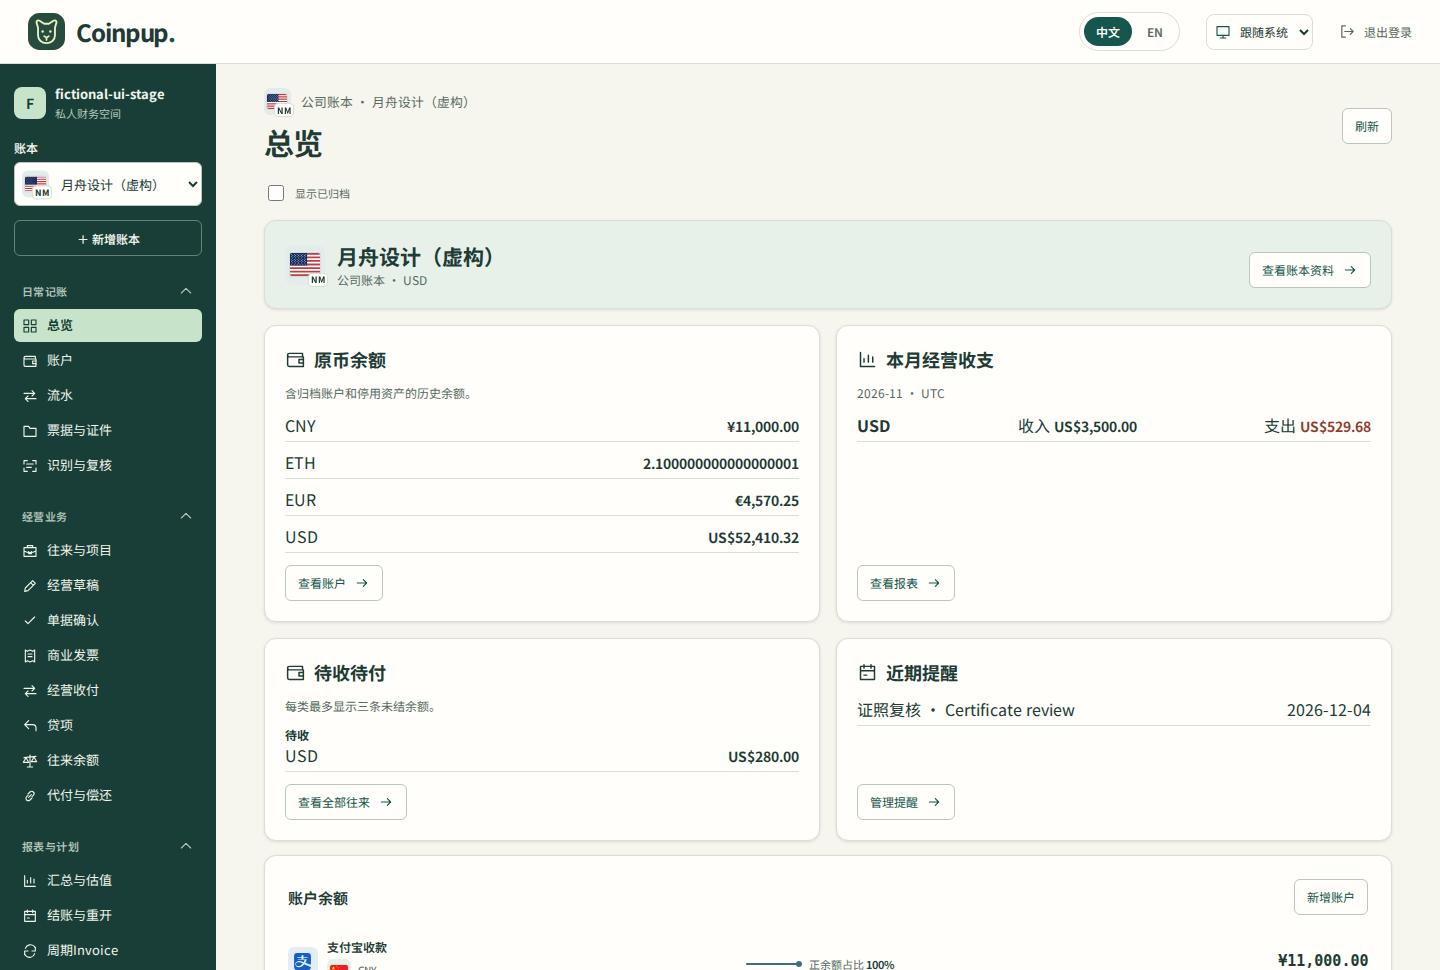 Coinpup.
中文
EN
跟随系统
退出登录
F
fictional-ui-stage
私人财务空间
账本
NM
月舟设计（虚构）
+ 新增账本
日常记账
总览
账户
流水
票据与证件
识别与复核
经营业务
往来与项目
经营草稿
单据确认
商业发票
经营收付
贷项
往来余额
代付与偿还
报表与计划
汇总与估值
结账与重开
周期Invoice
NM
公司账本 · 月舟设计（虚构）
总览
刷新
显示已归档
NM
月舟设计（虚构）
公司账本 · USD
查看账本资料 →
原币余额
含归档账户和停用资产的历史余额。
CNY ¥11,000.00
ETH 2.100000000000000001
EUR €4,570.25
USD US$52,410.32
查看账户 →
本月经营收支
2026-11 · UTC
USD 收入 US$3,500.00 支出 US$529.68
查看报表 →
待收待付
每类最多显示三条未结余额。
待收
USD US$280.00
查看全部往来 →
近期提醒
证照复核 · Certificate review 2026-12-04
管理提醒 →
账户余额
新增账户
支
支付宝收款
CNY
正余额占比 100%
¥11,000.00